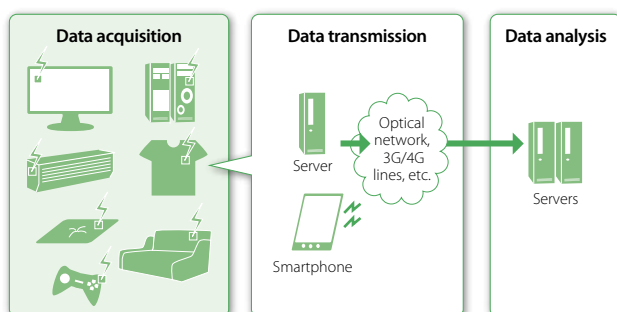 Data acquisition
Data transmission
Data analysis
Server
Optical
network,
3G/4G
lines, etc.
Smartphone
Servers